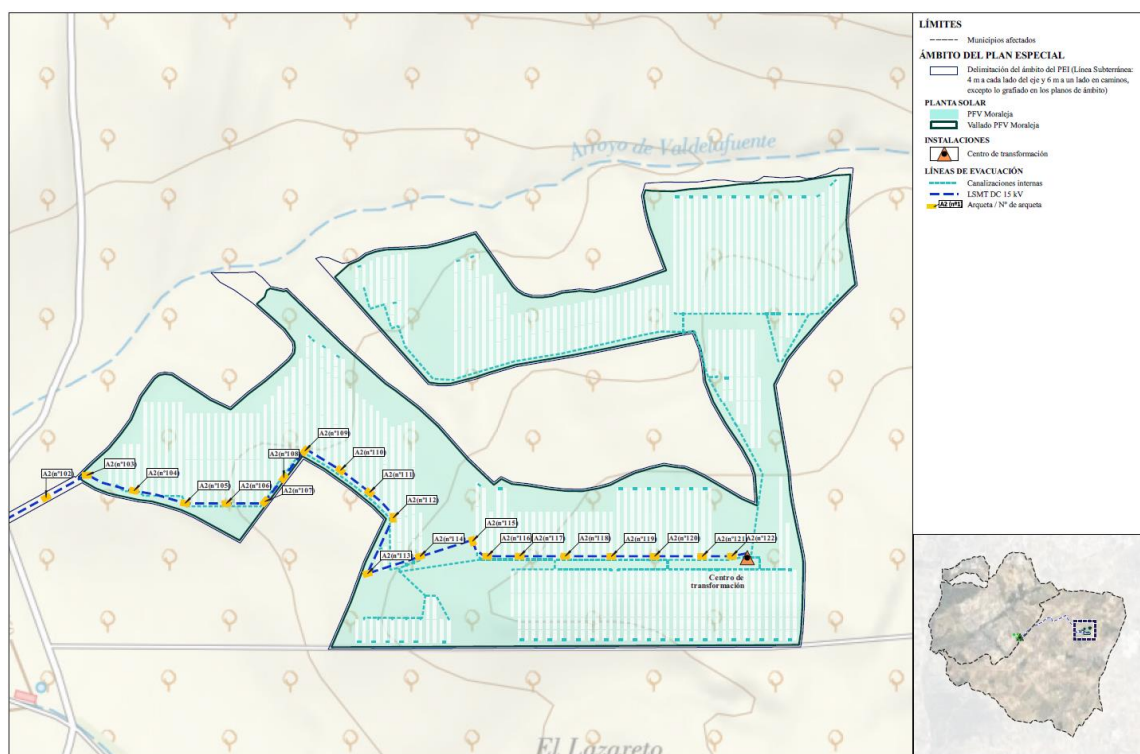 LÍMITES
Municipios afectados
ÁMBITO DEL PLAN ESPECIAL
Delimitación del ámbito del PEI (Línea Subterránea:
4 m a cada lado del eje y 6 m a un lado en caminos,
excepto lo grafiado en los planos de ámbito)
PLANTA SOLAR
PFV Moraleja
Vallado PFV Moraleja
INSTALACIONES
Centro de transformación
LÍNEAS DE EVACUACIÓN
Canalizaciones internas
LSMT DC 15 kV
A2 (nº1)
Arqueta / Nº de arqueta
Arroyo de Valdelafuente
A2(nº102)
A2(nº103)
A2(nº104)
A2(nº105)
A2(nº106)
A2(nº107)
A2(nº108)
A2(nº109)
A2(nº110)
A2(nº111)
A2(nº112)
A2(nº113)
A2(nº114)
A2(nº115)
A2(nº116)
A2(nº117)
A2(nº118)
A2(nº119)
A2(nº120)
A2(nº121)
A2(nº122)
Centro de
transformación
El Lazareto